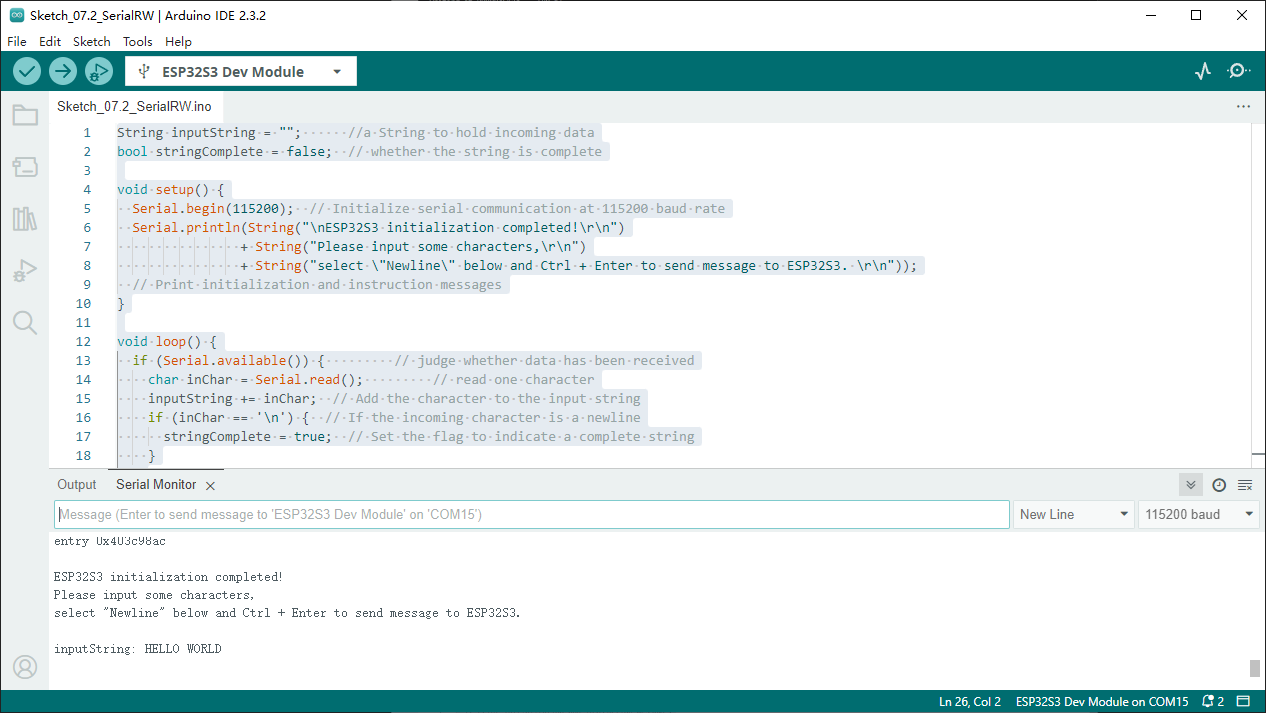 Sketch_07.2_SerialRW | Arduino IDE 2.3.2
File Edit Sketch Tools Help
ESP32S3 Dev Module
Sketch_07.2_SerialRW.ino
1 String inputString = "";      //a String to hold incoming data
2 bool stringComplete = false;  // whether the string is complete
3
4 void setup() {
5   Serial.begin(115200);  // Initialize serial communication at 115200 baud rate
6   Serial.println(String("\nESP32S3 initialization completed!\r\n")
7                 + String("Please input some characters,\r\n")
8                 + String("select \"Newline\" below and Ctrl + Enter to send message to ESP32S3. \r\n"));
9   // Print initialization and instruction messages
10 }
11
12 void loop() {
13   if (Serial.available()) {         // judge whether data has been received
14     char inChar = Serial.read();         // read one character
15     inputString += inChar;  // Add the character to the input string
16     if (inChar == '\n') {  // If the incoming character is a newline
17       stringComplete = true;  // Set the flag to indicate a complete string
18     }
Output Serial Monitor
Message (Enter to send message to 'ESP32S3 Dev Module' on 'COM15') New Line 115200 baud
entry 0x403c98ac
ESP32S3 initialization completed!
Please input some characters,
select "Newline" below and Ctrl + Enter to send message to ESP32S3.
inputString: HELLO WORLD
Ln 26, Col 2 ESP32S3 Dev Module on COM15 2